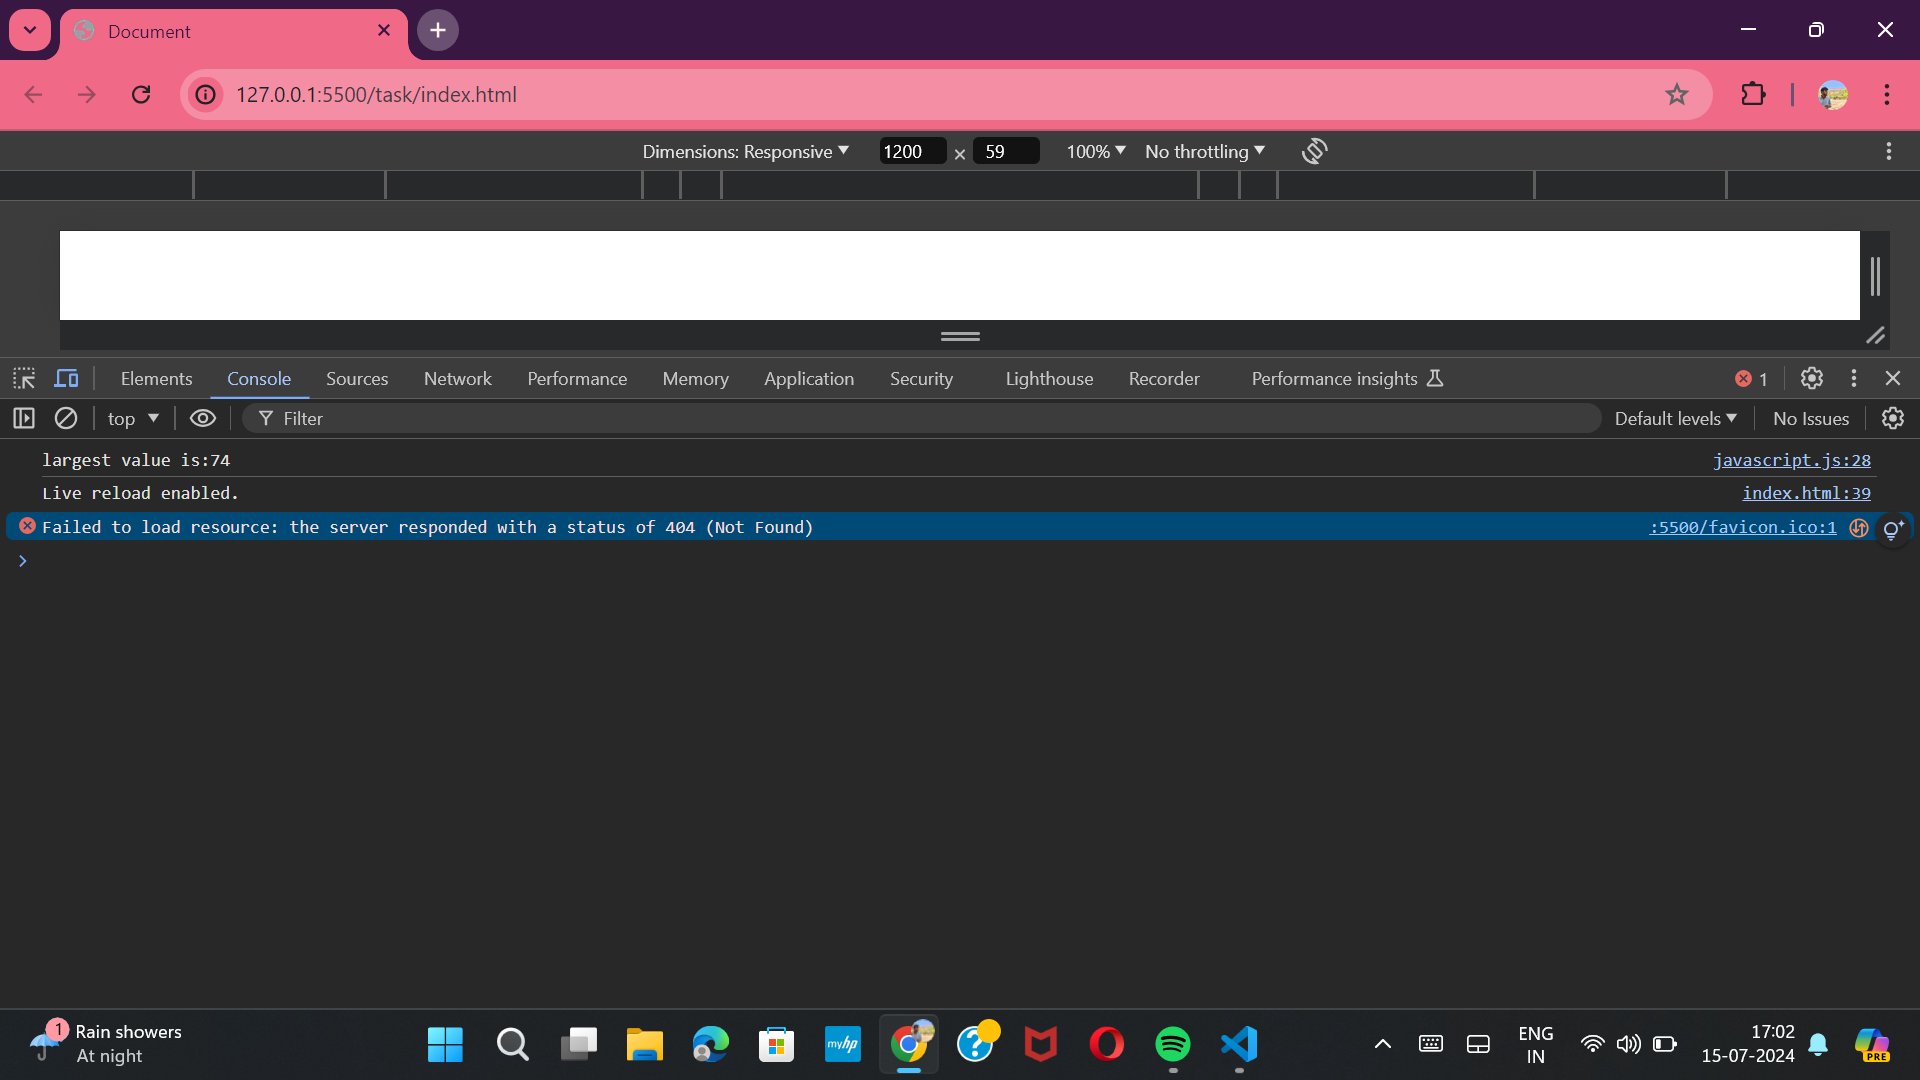 Document
127.0.0.1:5500/task/index.html
Dimensions: Responsive 1200 × 59 100% No throttling
Elements Console Sources Network Performance Memory Application Security Lighthouse Recorder Performance insights 1
top Filter Default levels No Issues
largest value is:74 javascript.js:28
Live reload enabled. index.html:39
Failed to load resource: the server responded with a status of 404 (Not Found) :5500/favicon.ico:1
1 Rain showers
At night
myhp
?
ENG
IN
17:02
15-07-2024
PRE